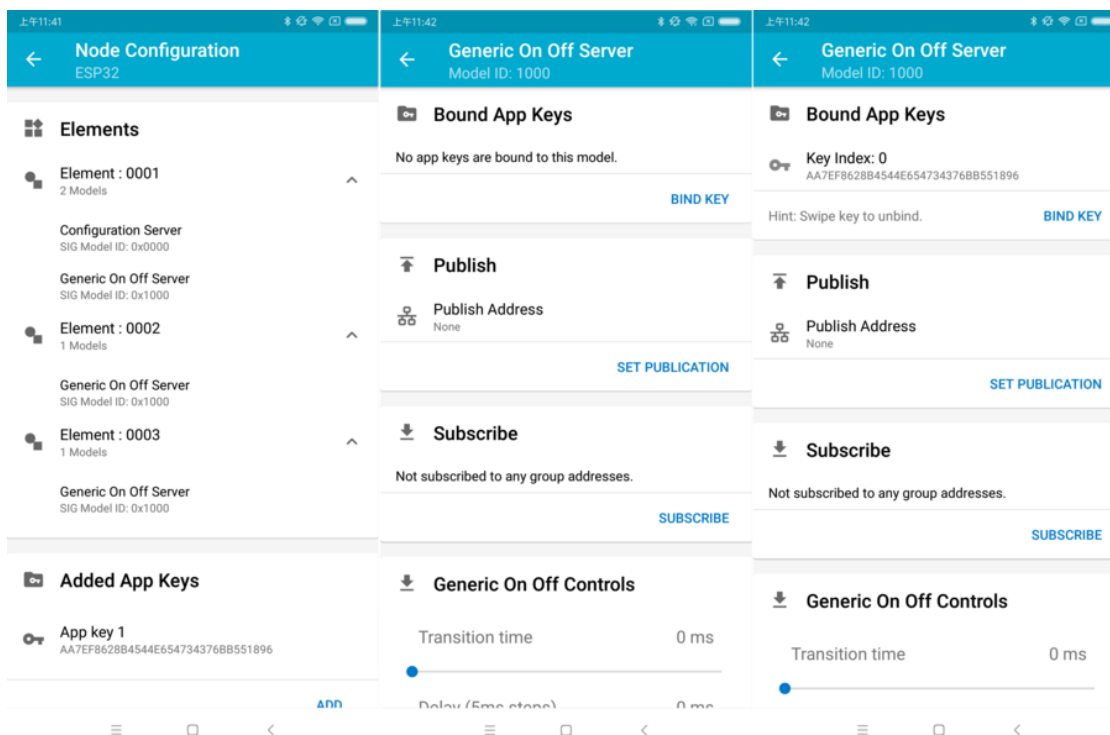 上午11:41
Node Configuration
ESP32
Elements
Element : 0001
2 Models
Configuration Server
SIG Model ID: 0x0000
Generic On Off Server
SIG Model ID: 0x1000
Element : 0002
1 Models
Generic On Off Server
SIG Model ID: 0x1000
Element : 0003
1 Models
Generic On Off Server
SIG Model ID: 0x1000
Added App Keys
App key 1
AA7EF8628B4544E654734376BB551896
ADD
上午11:42
Generic On Off Server
Model ID: 1000
Bound App Keys
No app keys are bound to this model.
BIND KEY
Publish
Publish Address
None
SET PUBLICATION
Subscribe
Not subscribed to any group addresses.
SUBSCRIBE
Generic On Off Controls
Transition time 0 ms
Delay (5ms steps) 0 ms
上午11:42
Generic On Off Server
Model ID: 1000
Bound App Keys
Key Index: 0
AA7EF8628B4544E654734376BB551896
Hint: Swipe key to unbind. BIND KEY
Publish
Publish Address
None
SET PUBLICATION
Subscribe
Not subscribed to any group addresses.
SUBSCRIBE
Generic On Off Controls
Transition time 0 ms